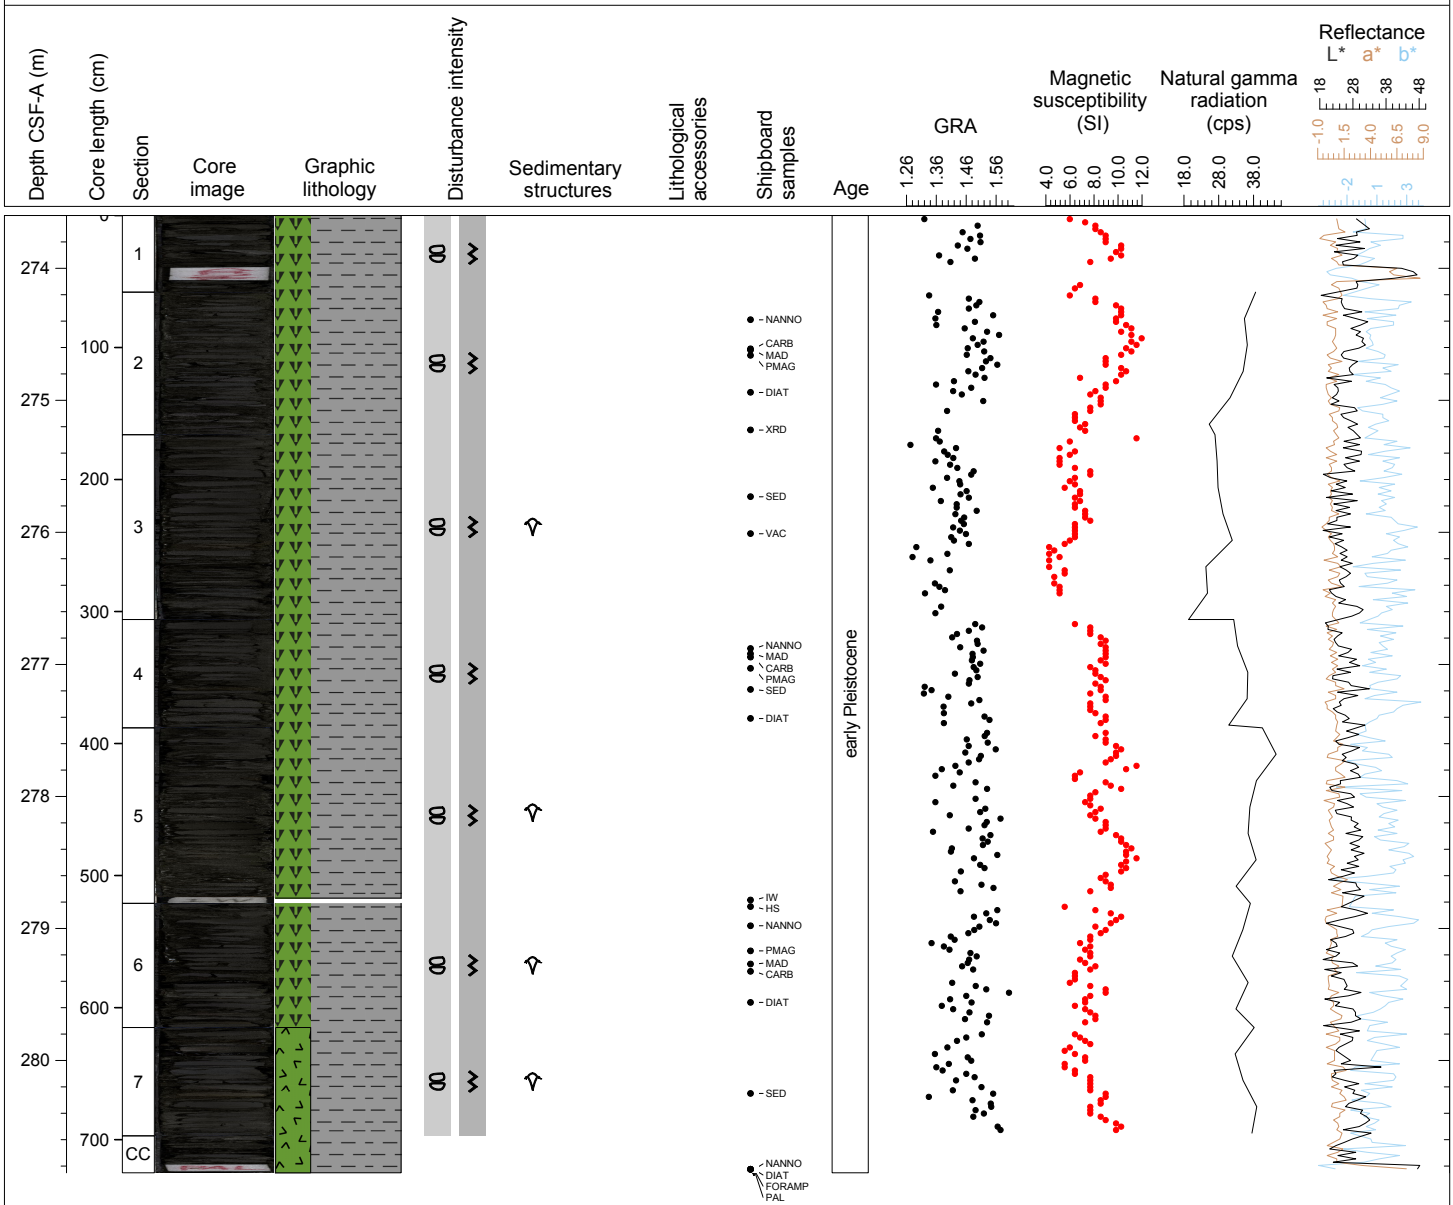 Depth CSF-A (m)
Core length (cm)
Section
Core
image
Graphic
lithology
Disturbance intensity
Sedimentary
structures
Lithological
accessories
Shipboard
samples
Age
GRA
1.26 1.36 1.46 1.56
Magnetic
susceptibility
(SI)
4.0 6.0 8.0 10.0 12.0
Natural gamma
radiation
(cps)
18.0 28.0 38.0
Reflectance
L* a* b*
18 28 38 48
-1.0 1.5 4.0 6.5 9.0
-2 1 3
0
1
274
2
NANNO
100
CARB
MAD
PMAG
275
DIAT
XRD
200
SED
3
276
VAC
300
NANNO
277
MAD
4
CARB
PMAG
SED
DIAT
early Pleistocene
400
278
5
500
IW
HS
279
NANNO
6
PMAG
MAD
CARB
600
DIAT
280
7
SED
700
CC
NANNO
DIAT
FORAMP
PAL